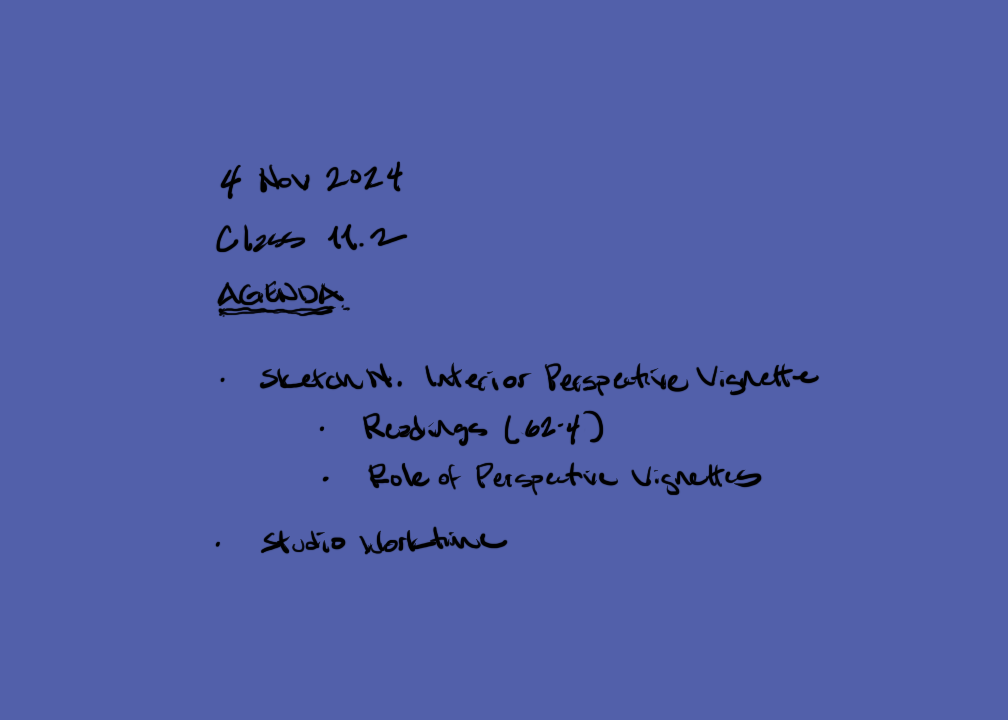 4 Nov 2024
Class 11.2
AGENDA
· Sketch 11. Interior Perspective Vignette
· Readings (62-4)
· Role of Perspective Vignettes
· Studio Worktime